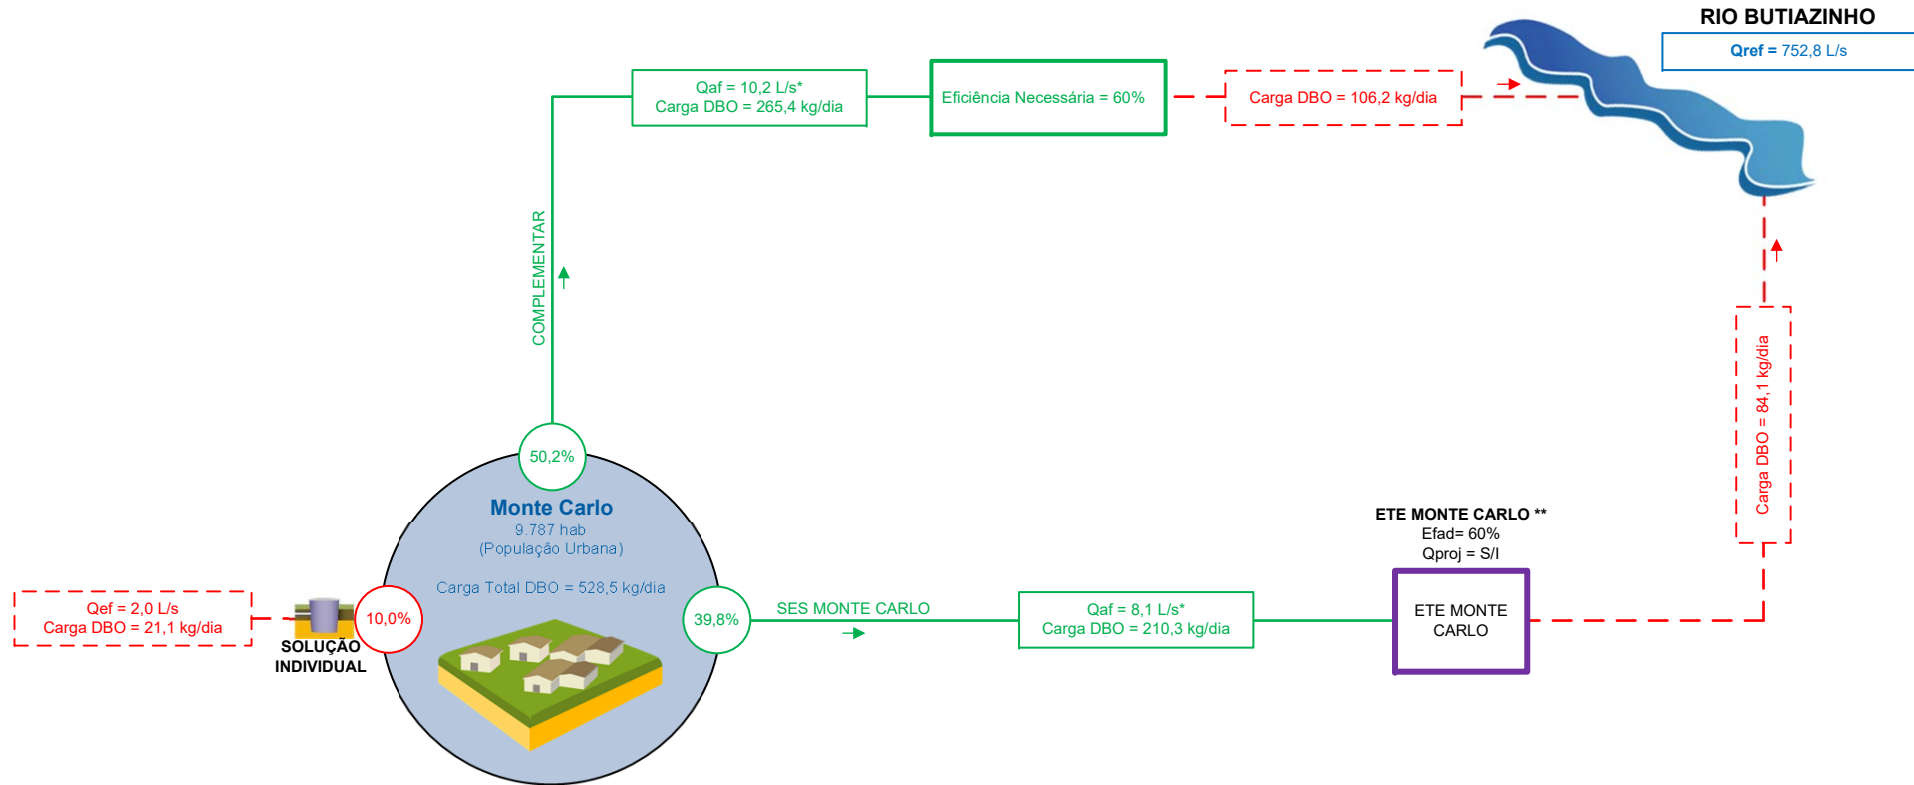 RIO BUTIAZINHO
Qref = 752,8 L/s
Qaf = 10,2 L/s*
Carga DBO = 265,4 kg/dia
Eficiência Necessária = 60%
Carga DBO = 106,2 kg/dia
COMPLEMENTAR
Carga DBO = 84,1 kg/dia
50,2%
Monte Carlo
9.787 hab
(População Urbana)
Carga Total DBO = 528,5 kg/dia
ETE MONTE CARLO **
Efad= 60%
Qproj = S/I
Qef = 2,0 L/s
Carga DBO = 21,1 kg/dia
SOLUÇÃO
INDIVIDUAL
10,0%
39,8%
SES MONTE CARLO
Qaf = 8,1 L/s*
Carga DBO = 210,3 kg/dia
ETE MONTE
CARLO